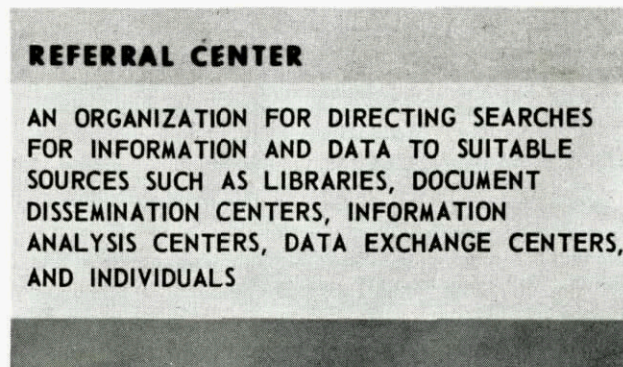 REFERRAL CENTER
AN ORGANIZATION FOR DIRECTING SEARCHES
FOR INFORMATION AND DATA TO SUITABLE
SOURCES SUCH AS LIBRARIES, DOCUMENT
DISSEMINATION CENTERS, INFORMATION
ANALYSIS CENTERS, DATA EXCHANGE CENTERS,
AND INDIVIDUALS